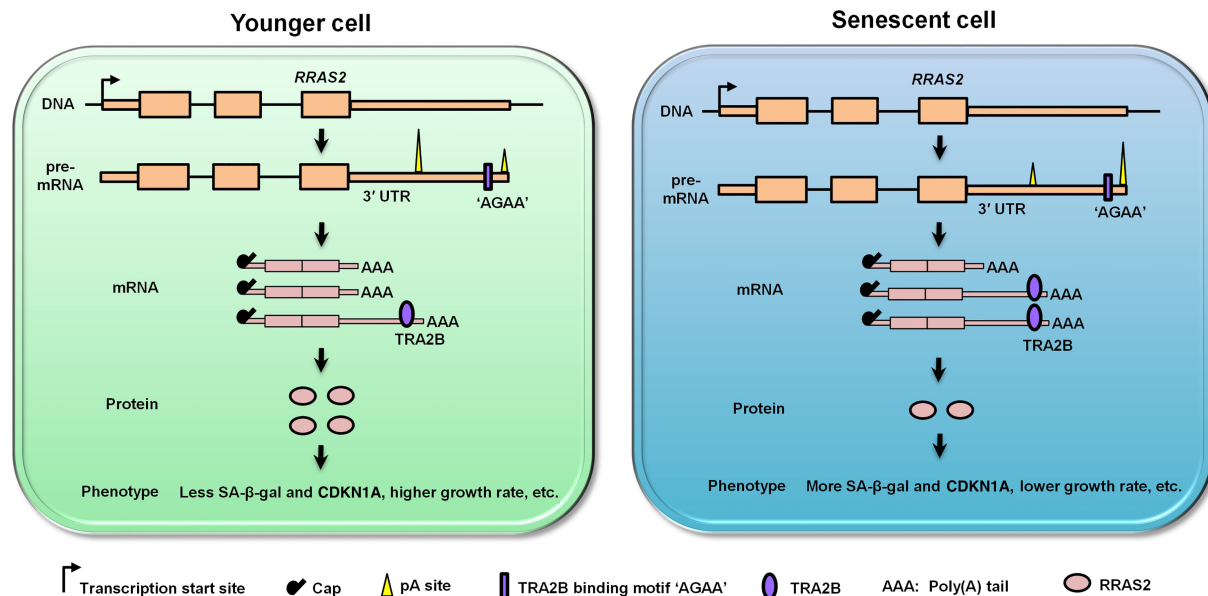 Younger cell
RRAS2
DNA
pre-
mRNA
3′ UTR
‘AGAA’
AAA
mRNA
AAA
AAA
TRA2B
Protein
Phenotype
Less SA-β-gal and CDKN1A, higher growth rate, etc.
Senescent cell
RRAS2
DNA
pre-
mRNA
3′ UTR
‘AGAA’
AAA
mRNA
AAA
AAA
TRA2B
Protein
Phenotype
More SA-β-gal and CDKN1A, lower growth rate, etc.
Transcription start site
Cap
pA site
TRA2B binding motif ‘AGAA’
TRA2B
AAA: Poly(A) tail
RRAS2